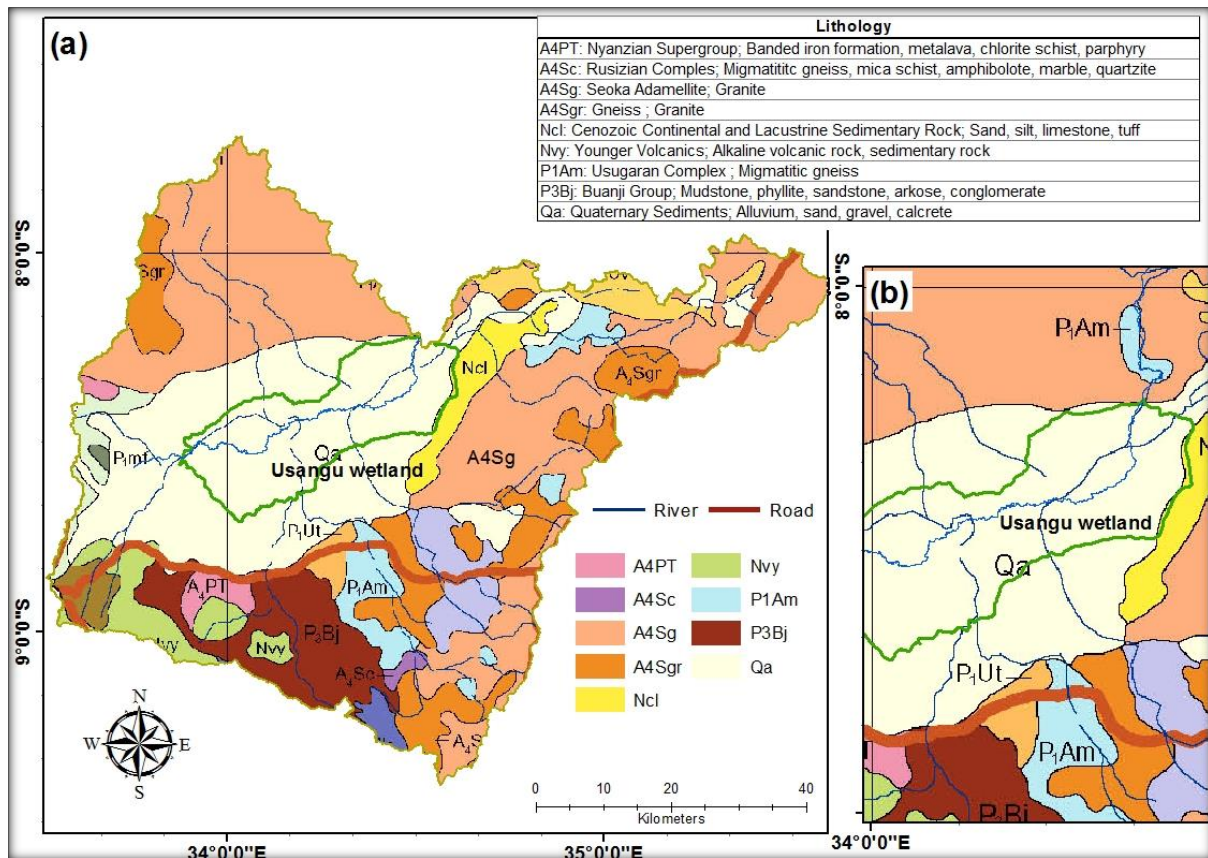 (a)
Lithology
A4PT: Nyanzian Supergroup; Banded iron formation, metalava, chlorite schist, parphyry
A4Sc: Rusizian Comples; Migmatititc gneiss, mica schist, amphibolote, marble, quartzite
A4Sg: Seoka Adamellite; Granite
A4Sgr: Gneiss ; Granite
Ncl: Cenozoic Continental and Lacustrine Sedimentary Rock; Sand, silt, limestone, tuff
Nvy: Younger Volcanics; Alkaline volcanic rock, sedimentary rock
P1Am: Usugaran Complex ; Migmatitic gneiss
P3Bj: Buanji Group; Mudstone, phyllite, sandstone, arkose, conglomerate
Qa: Quaternary Sediments; Alluvium, sand, gravel, calcrete
8°0'0"S
Sgr
Ncl
A4Sgr
P1mt
Qa
Usangu wetland
A4Sg
P1Ut
A4PT
P1Am
P3Bj
Nvy
A4Sc
A4S
9°0'0"S
River
Road
A4PT
A4Sc
A4Sg
A4Sgr
Ncl
Nvy
P1Am
P3Bj
Qa
N
W E
S
0 10 20 30 40
Kilometers
34°0'0"E
35°0'0"E
(b)
8°0'0"S
P1Am
N
Usangu wetland
Qa
P1Ut
P1Am
P3Bj
34°0'0"E